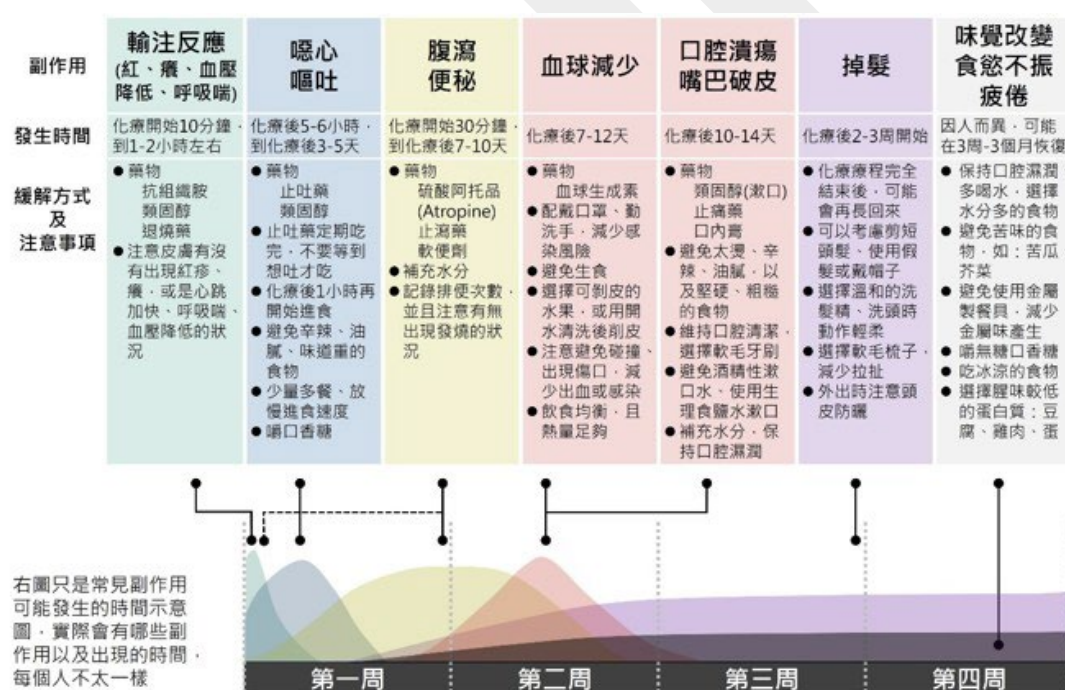 副作用
輸注反應
(紅、癢、血壓
降低、呼吸喘)
噁心
嘔吐
腹瀉
便秘
血球減少
口腔潰瘍
嘴巴破皮
掉髮
味覺改變
食慾不振
疲倦
發生時間
化療開始10分鐘，
到1-2小時左右
化療後5-6小時，
到化療後3-5天
化療開始30分鐘，
到化療後7-10天
化療後7-12天
化療後10-14天
化療後2-3周開始
因人而異，可能
在3周-3個月恢復
緩解方式
及
注意事項
● 藥物
抗組織胺
類固醇
退燒藥
● 注意皮膚有沒
有出現紅疹、
癢，或是心跳
加快、呼吸喘、
血壓降低的狀
況
● 藥物
止吐藥
類固醇
● 止吐藥定期吃
完，不要等到
想吐才吃
● 化療後1小時再
開始進食
● 避免辛辣、油
膩、味道重的
食物
● 少量多餐、放
慢進食速度
● 嚼口香糖
● 藥物
硫酸阿托品
(Atropine)
止瀉藥
軟便劑
● 補充水分
● 記錄排便次數，
並且注意有無
出現發燒的狀
況
● 藥物
血球生成素
● 配戴口罩、勤
洗手，減少感
染風險
● 避免生食
● 選擇可剝皮的
水果，或用開
水清洗後削皮
● 注意避免碰撞、
出現傷口，減
少出血或感染
● 飲食均衡，且
熱量足夠
● 藥物
類固醇(漱口)
止痛藥
口內膏
● 避免太燙、辛
辣、油膩，以
及堅硬、粗糙
的食物
● 維持口腔清潔，
選擇軟毛牙刷
● 避免酒精性漱
口水、使用生
理食鹽水漱口
● 補充水分，保
持口腔濕潤
● 化療療程完全
結束後，可能
會再長回來
● 可以考慮剪短
頭髮、使用假
髮或戴帽子
● 選擇溫和的洗
髮精、洗頭時
動作輕柔
● 選擇軟毛梳子，
減少拉扯
● 外出時注意頭
皮防曬
● 保持口腔濕潤
多喝水，選擇
水分多的食物
● 避免苦味的食
物，如：苦瓜
芥菜
● 避免使用金屬
製餐具，減少
金屬味產生
● 嚼無糖口香糖
● 吃冰涼的食物
● 選擇腥味較低
的蛋白質：豆
腐、雞肉、蛋
右圖只是常見副作用
可能發生的時間示意
圖，實際會有哪些副
作用以及出現的時間，
每個人不太一樣
第一周
第二周
第三周
第四周